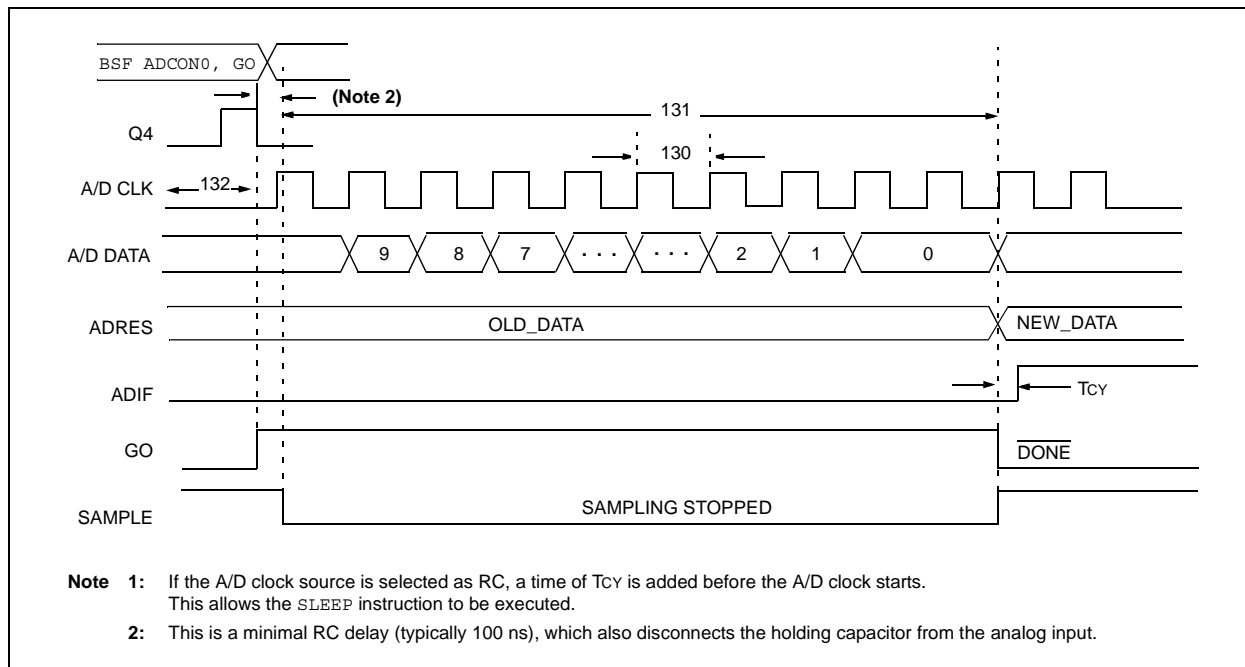 BSF ADCON0, GO
(Note 2)
131
Q4
130
A/D CLK
132
A/D DATA
9 8 7 · · · · · · 2 1 0
ADRES
OLD_DATA
NEW_DATA
ADIF
TCY
GO
DONE
SAMPLE
SAMPLING STOPPED
Note 1: If the A/D clock source is selected as RC, a time of TCY is added before the A/D clock starts.
This allows the SLEEP instruction to be executed.
2: This is a minimal RC delay (typically 100 ns), which also disconnects the holding capacitor from the analog input.